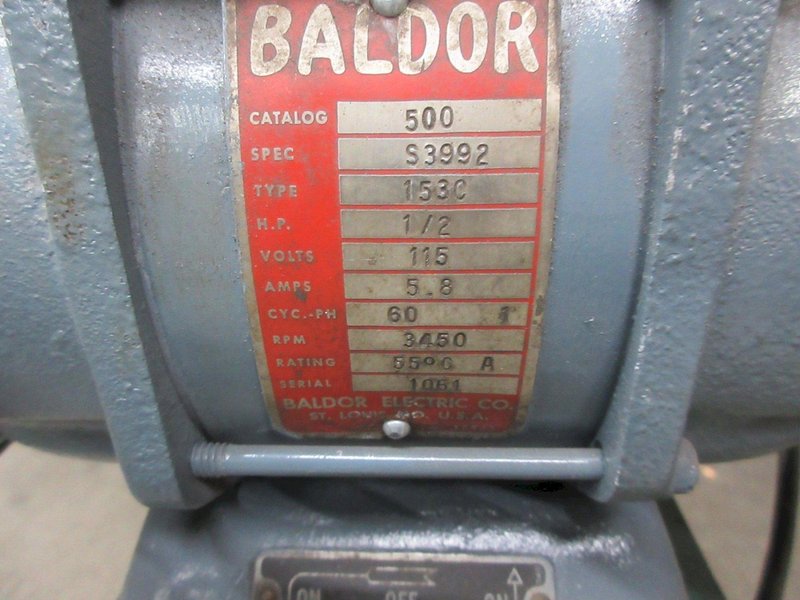 BALDOR
CATALOG 500
SPEC S3992
TYPE 153C
H.P. 1/2
VOLTS 115
AMPS 5.8
CYC.-PH 60 1
RPM 3450
RATING 55°C A
SERIAL 1061
BALDOR ELECTRIC CO.
ST. LOUIS MO. U.S.A.
ON OFF ON